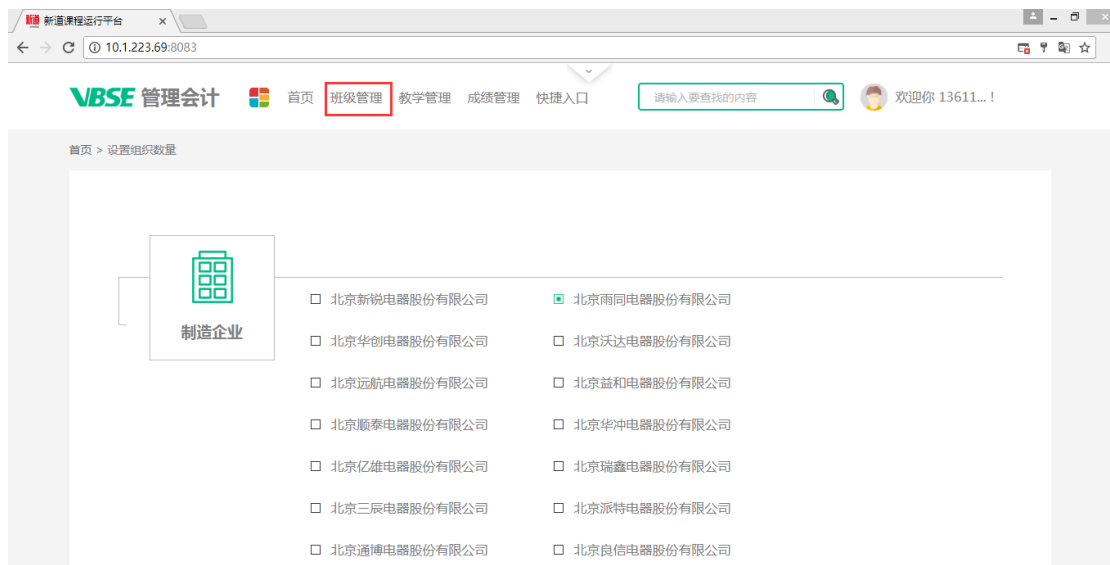 新道 新道课程运行平台
10.1.223.69:8083
VBSE 管理会计 首页 班级管理 教学管理 成绩管理 快捷入口 请输入要查找的内容 欢迎你 13611... !
首页 > 设置组织数量
北京新锐电器股份有限公司 北京雨同电器股份有限公司
制造企业
北京华创电器股份有限公司 北京沃达电器股份有限公司
北京远航电器股份有限公司 北京益和电器股份有限公司
北京顺泰电器股份有限公司 北京华冲电器股份有限公司
北京亿雄电器股份有限公司 北京瑞鑫电器股份有限公司
北京三辰电器股份有限公司 北京派特电器股份有限公司
北京通博电器股份有限公司 北京良信电器股份有限公司